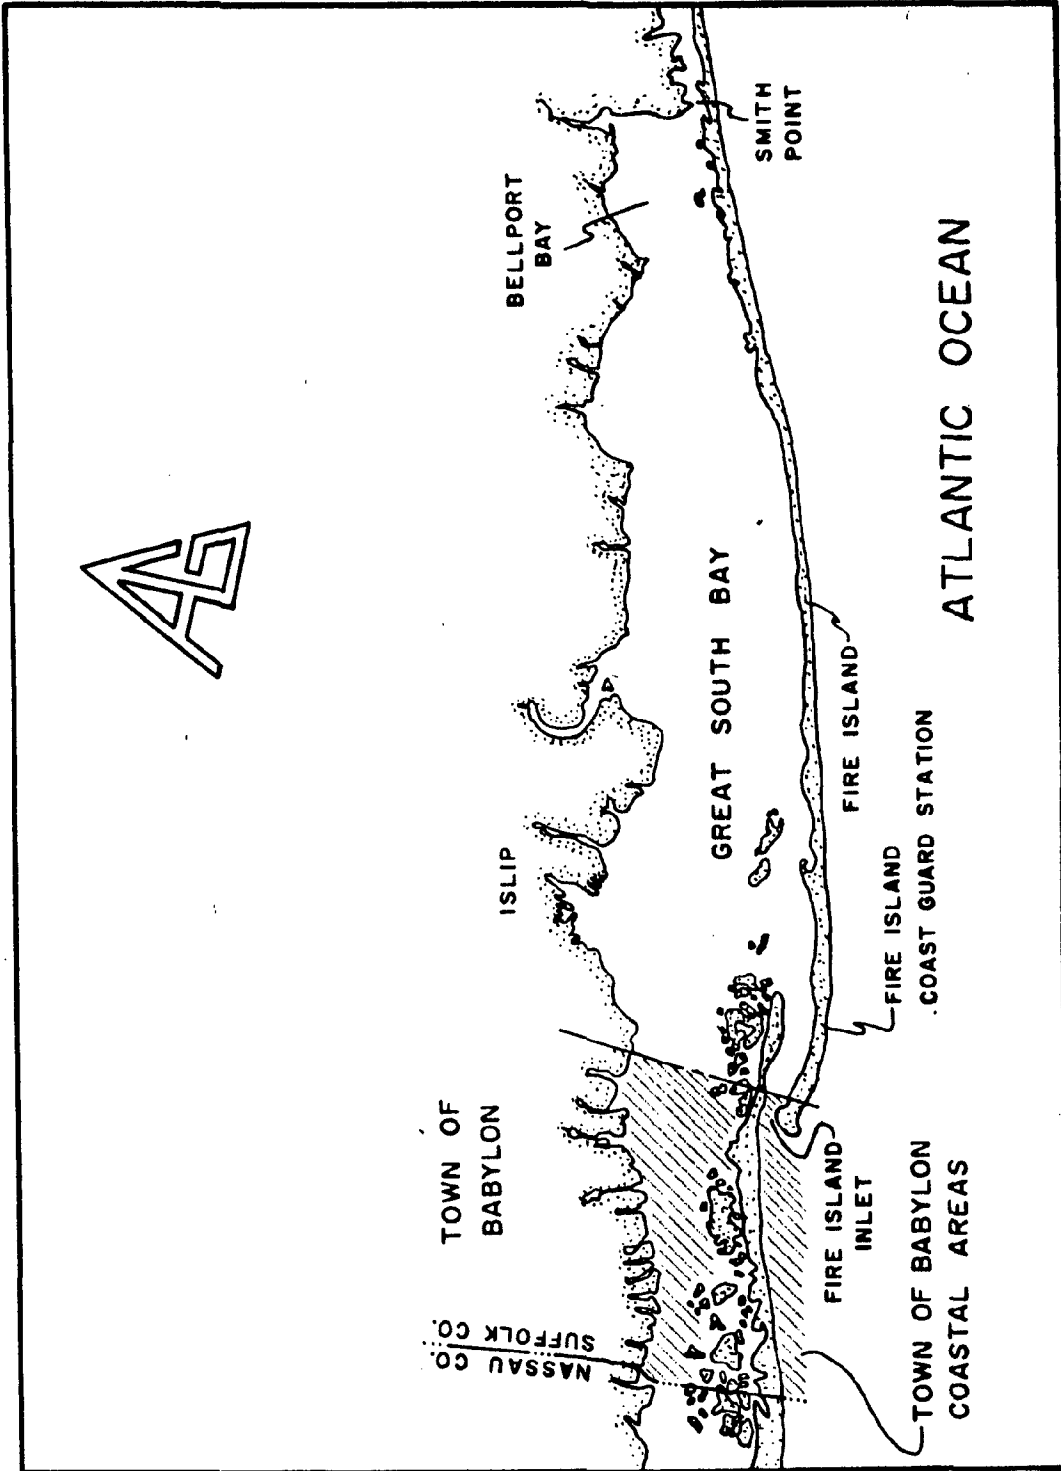 BELLPORT
BAY
SMITH
POINT
ISLIP
GREAT SOUTH BAY
ATLANTIC OCEAN
FIRE ISLAND
FIRE ISLAND
COAST GUARD STATION
TOWN OF
BABYLON
NASSAU CO.
SUFFOLK CO.
FIRE ISLAND
INLET
TOWN OF BABYLON
COASTAL AREAS